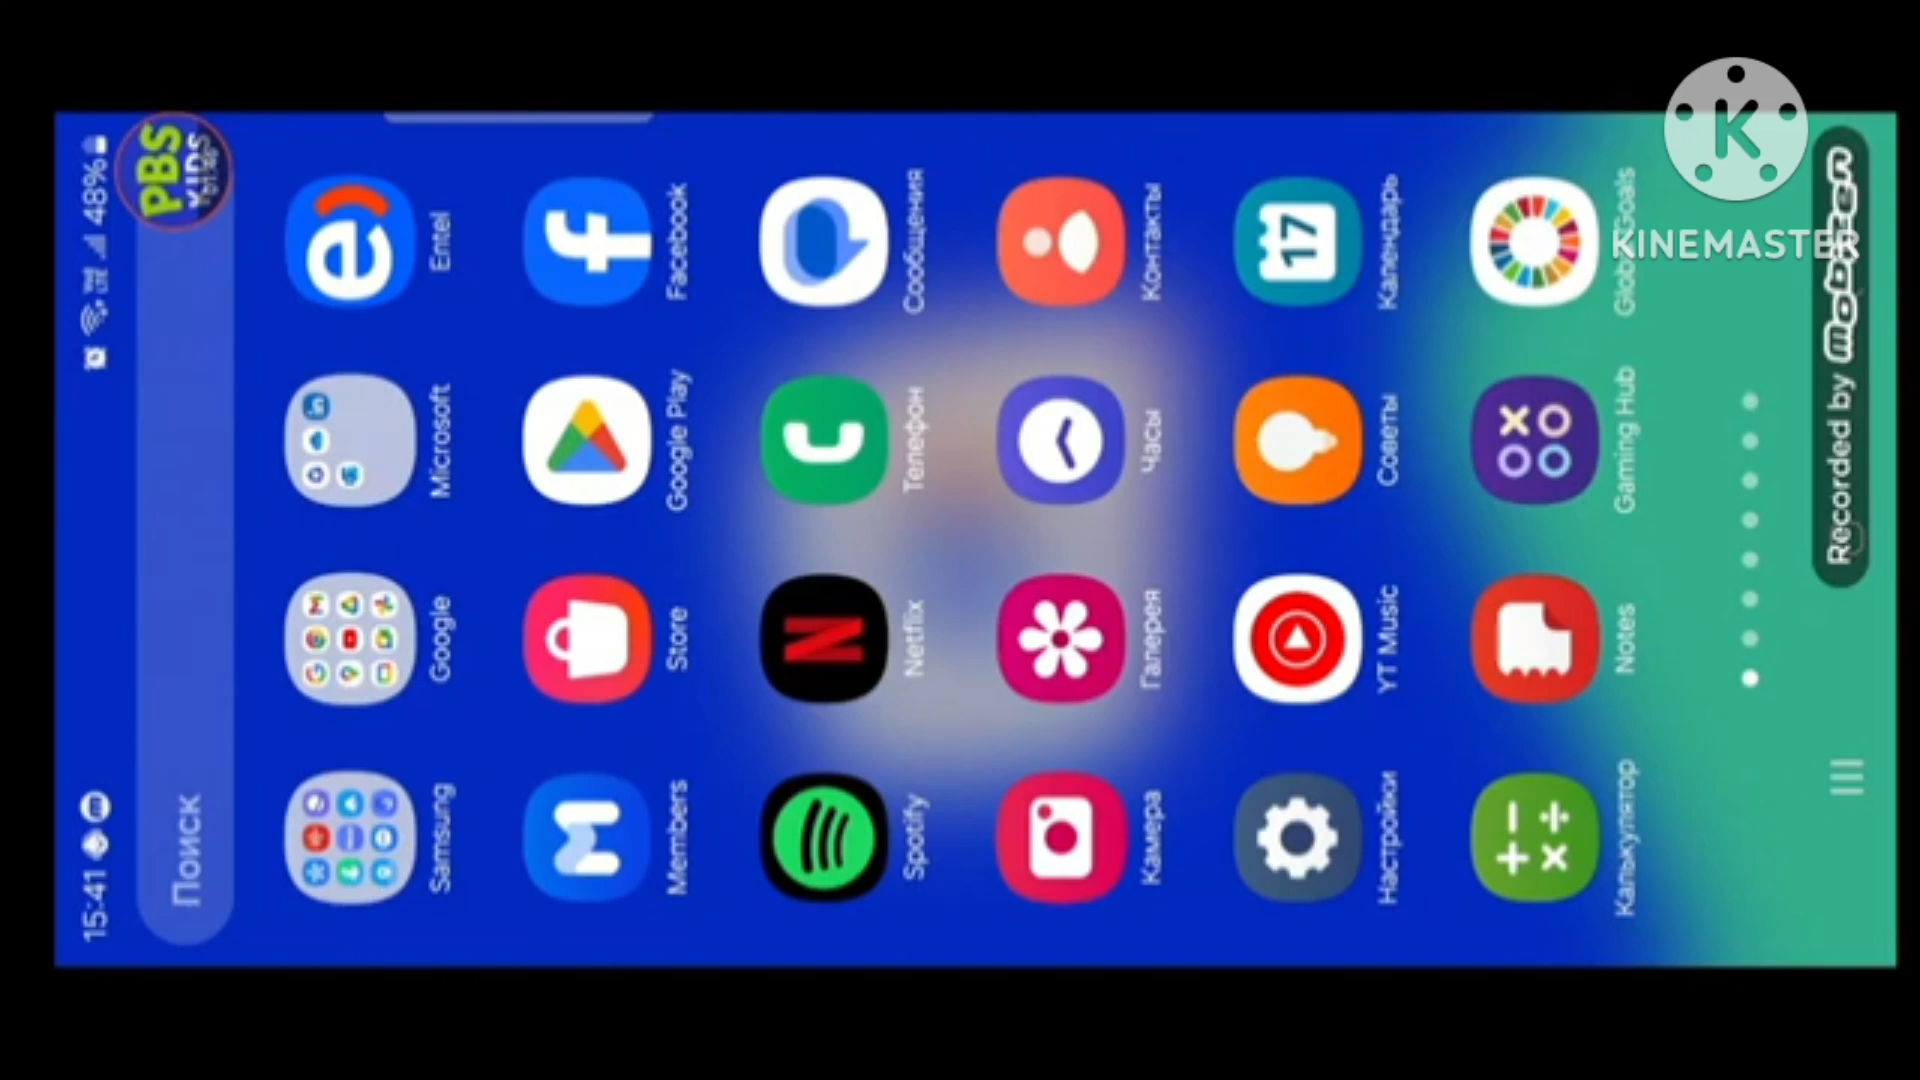 15:41
48%
PBS
KIDS
Поиск
Samsung Google Microsoft Entel
Members Store Google Play Facebook
Spotify Netflix Телефон Сообщения
Камера Галерея Часы Контакты
17
Настройки YT Music Советы Календарь
Калькулятор Notes Gaming Hub Global Goals
Recorded by mobizen
KINEMASTER